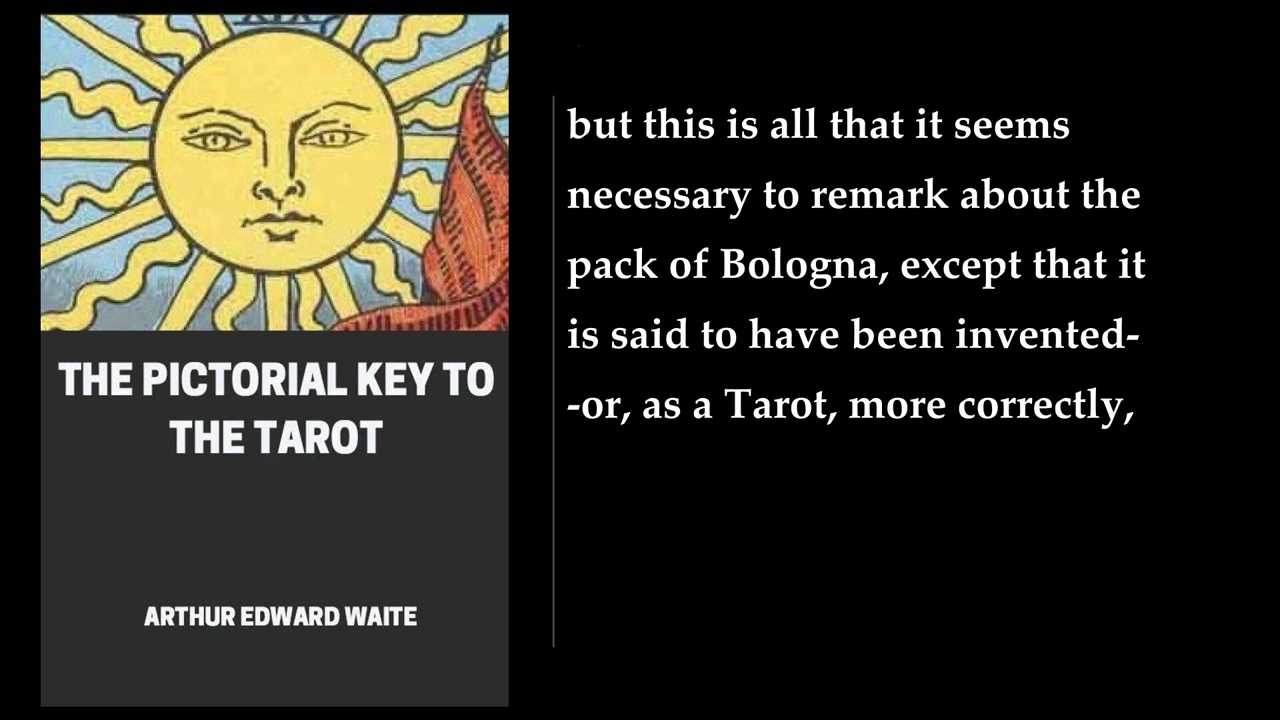 XIX
THE PICTORIAL KEY TO
THE TAROT
ARTHUR EDWARD WAITE
but this is all that it seems
necessary to remark about the
pack of Bologna, except that it
is said to have been invented-
-or, as a Tarot, more correctly,